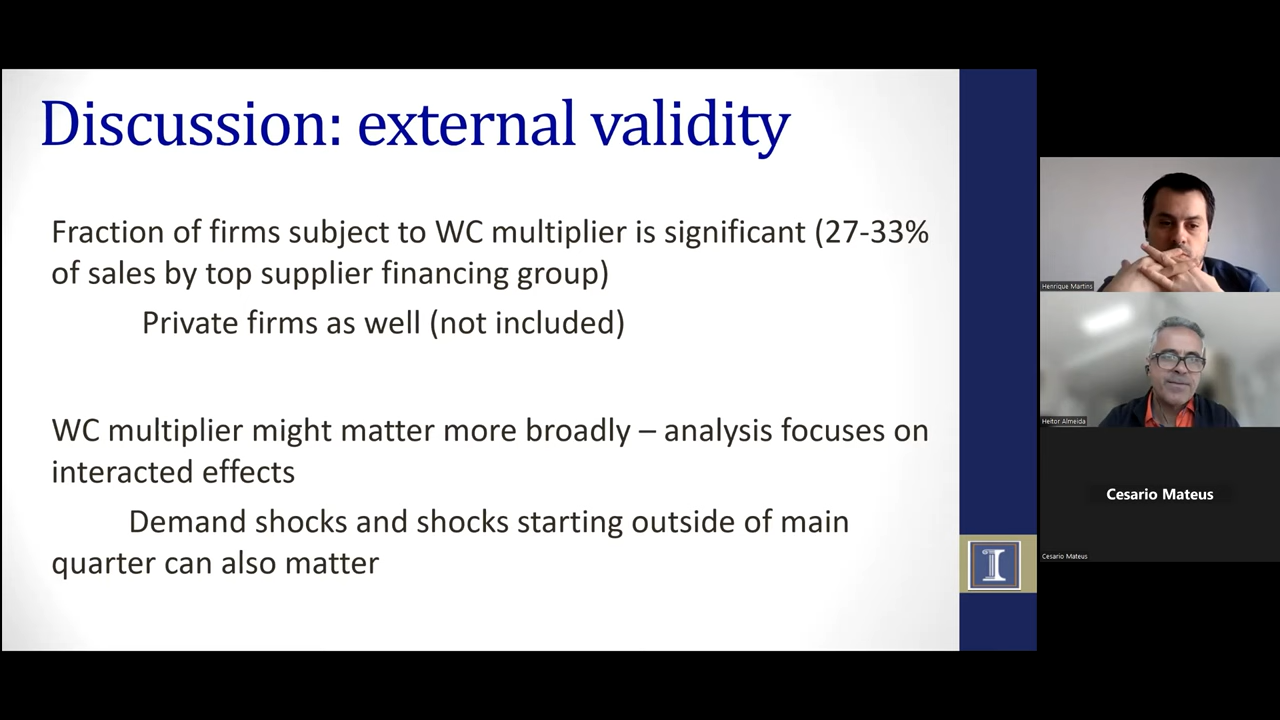 Discussion: external validity
Fraction of firms subject to WC multiplier is significant (27-33%
of sales by top supplier financing group)
Private firms as well (not included)
WC multiplier might matter more broadly – analysis focuses on
interacted effects
Demand shocks and shocks starting outside of main
quarter can also matter
I
Henrique Martins
Heitor Almeida
Cesario Mateus
Cesario Mateus